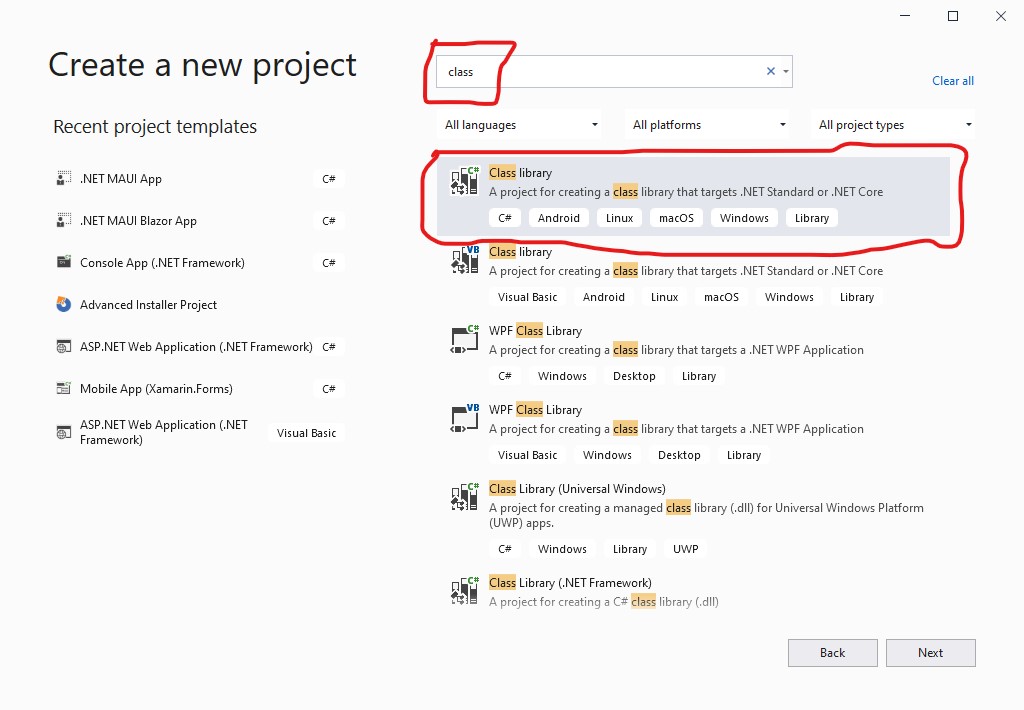 Create a new project
Recent project templates
.NET MAUI App C#
.NET MAUI Blazor App C#
Console App (.NET Framework) C#
Advanced Installer Project
ASP.NET Web Application (.NET Framework) C#
Mobile App (Xamarin.Forms) C#
ASP.NET Web Application (.NET
Framework) Visual Basic
class
Clear all
All languages All platforms All project types
C#
Class library
A project for creating a class library that targets .NET Standard or .NET Core
C# Android Linux macOS Windows Library
VB
Class library
A project for creating a class library that targets .NET Standard or .NET Core
Visual Basic Android Linux macOS Windows Library
C#
WPF Class Library
A project for creating a class library that targets a .NET WPF Application
C# Windows Desktop Library
VB
WPF Class Library
A project for creating a class library that targets a .NET WPF Application
Visual Basic Windows Desktop Library
C#
Class Library (Universal Windows)
A project for creating a managed class library (.dll) for Universal Windows Platform
(UWP) apps.
C# Windows Library UWP
C#
Class Library (.NET Framework)
A project for creating a C# class library (.dll)
Back Next